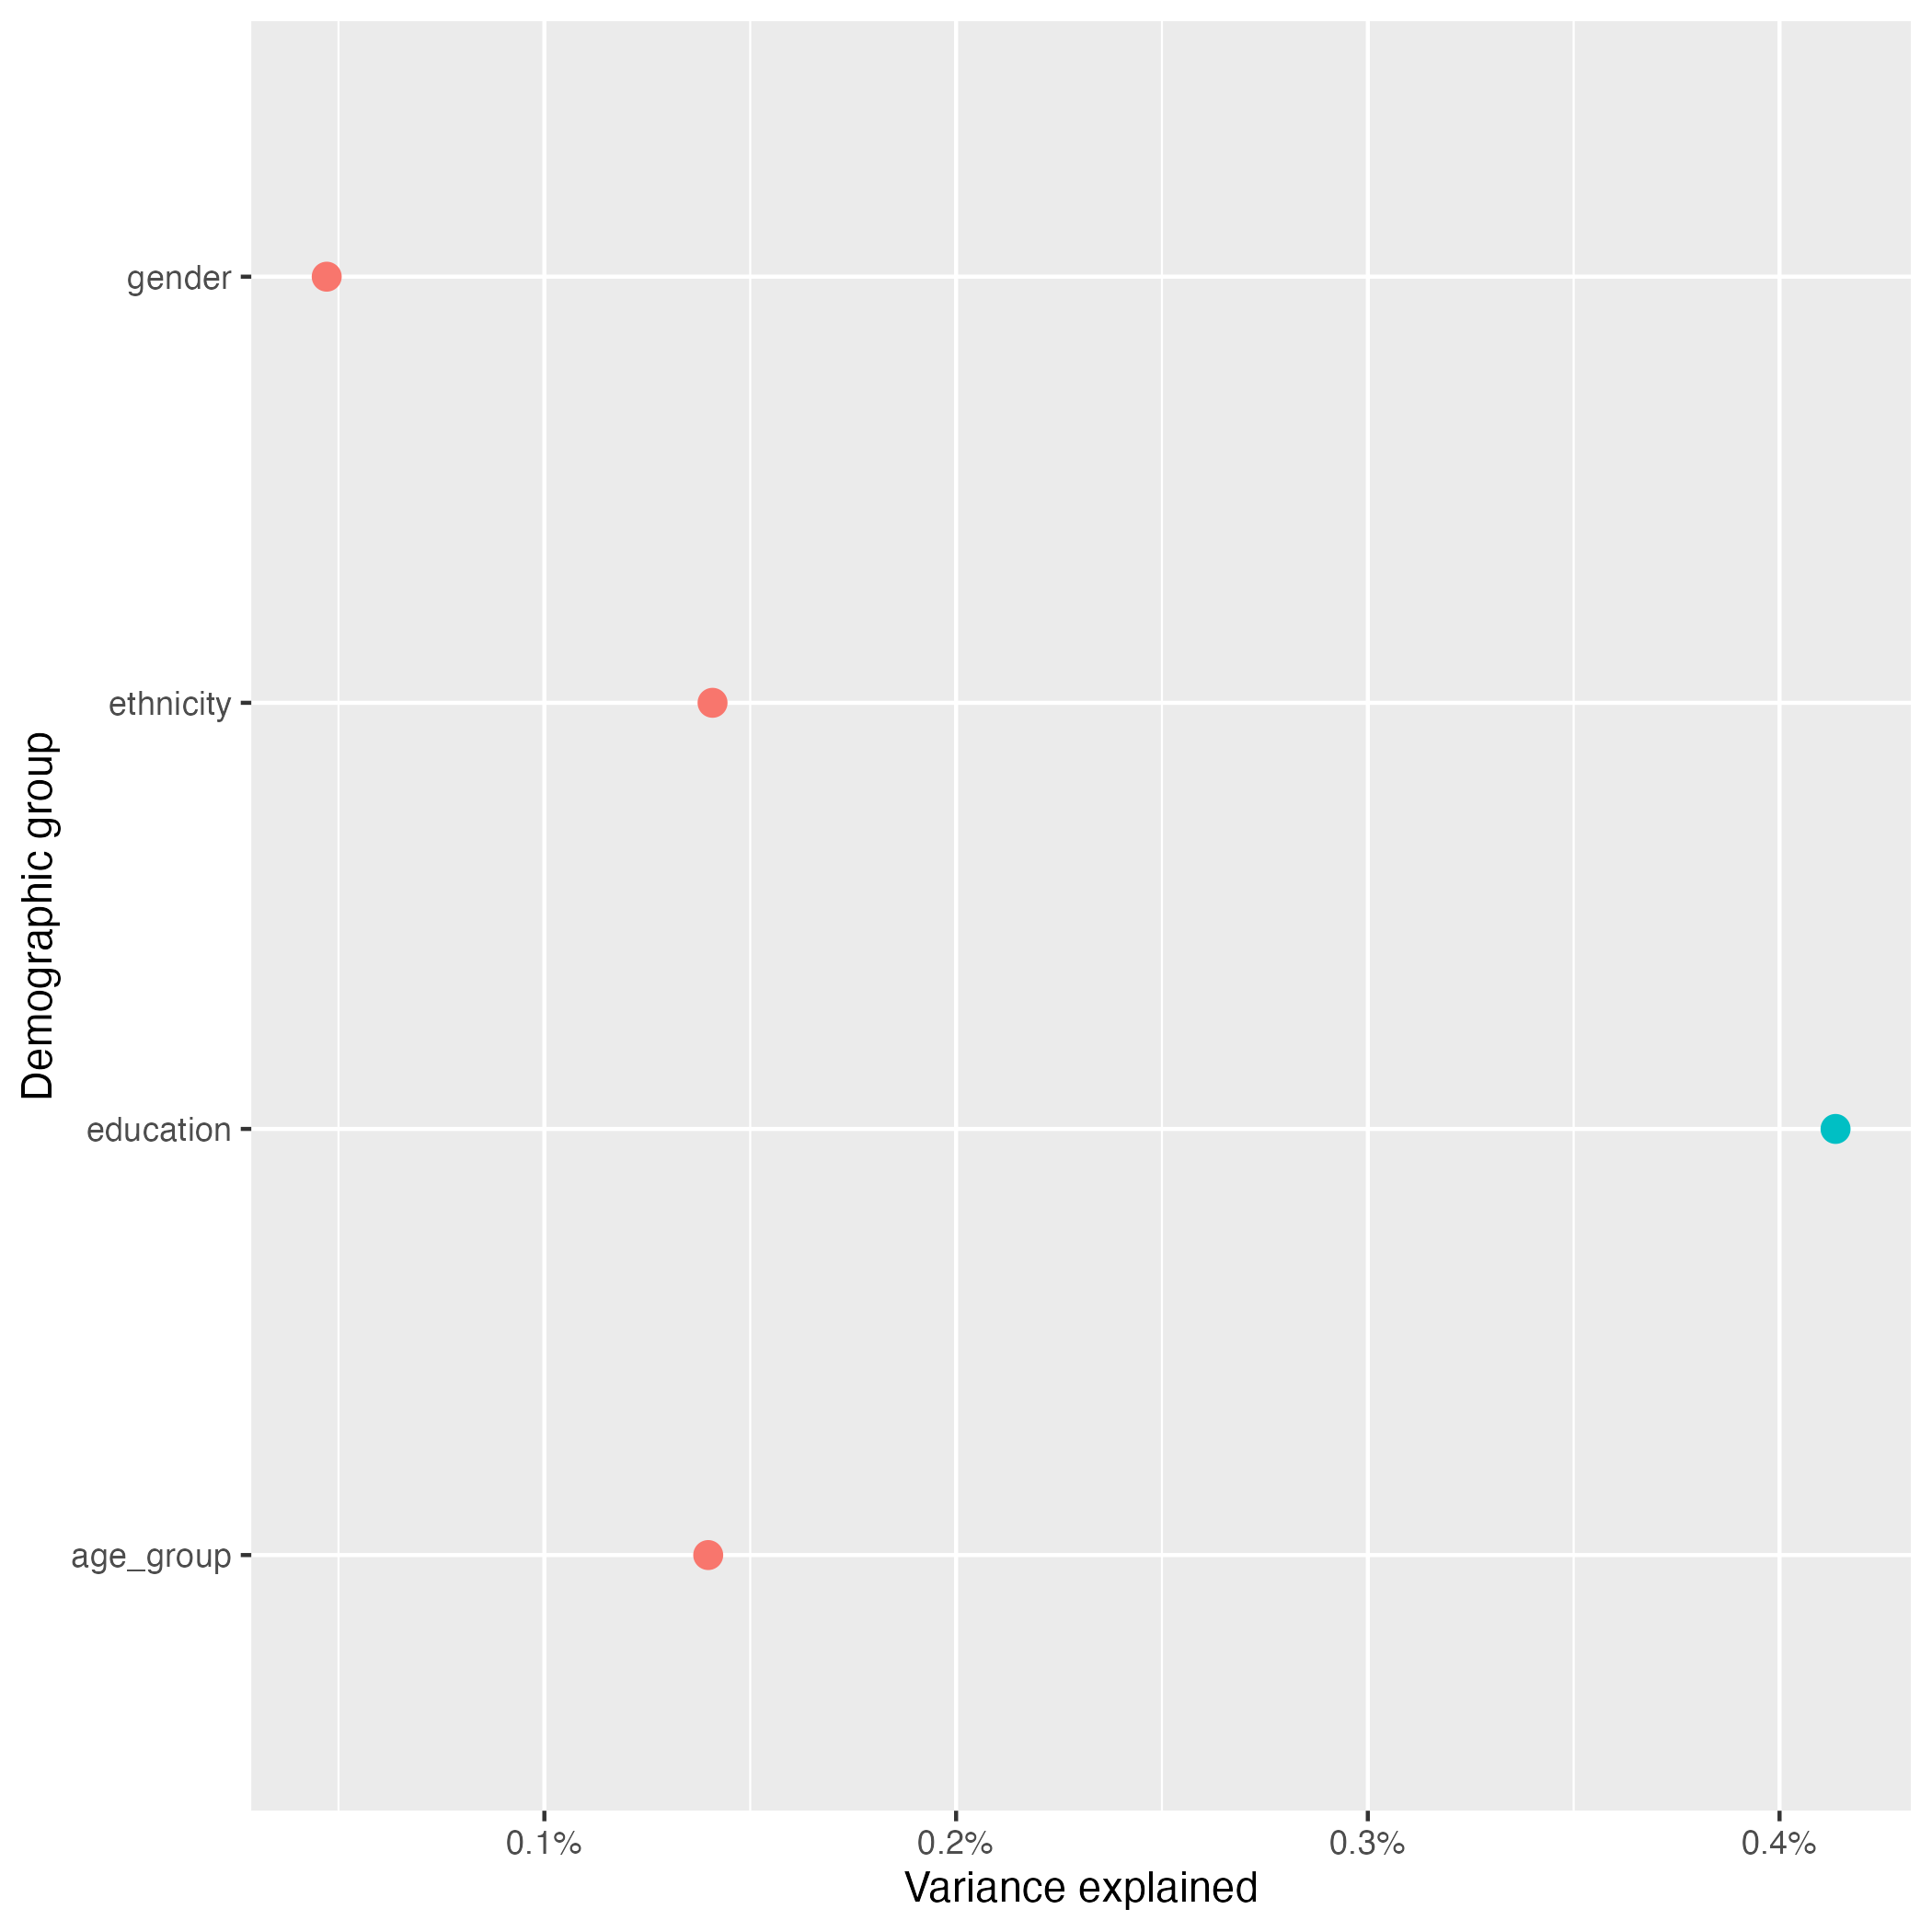 Demographic group
gender
ethnicity
education
age_group
0.1%
0.2%
0.3%
0.4%
Variance explained